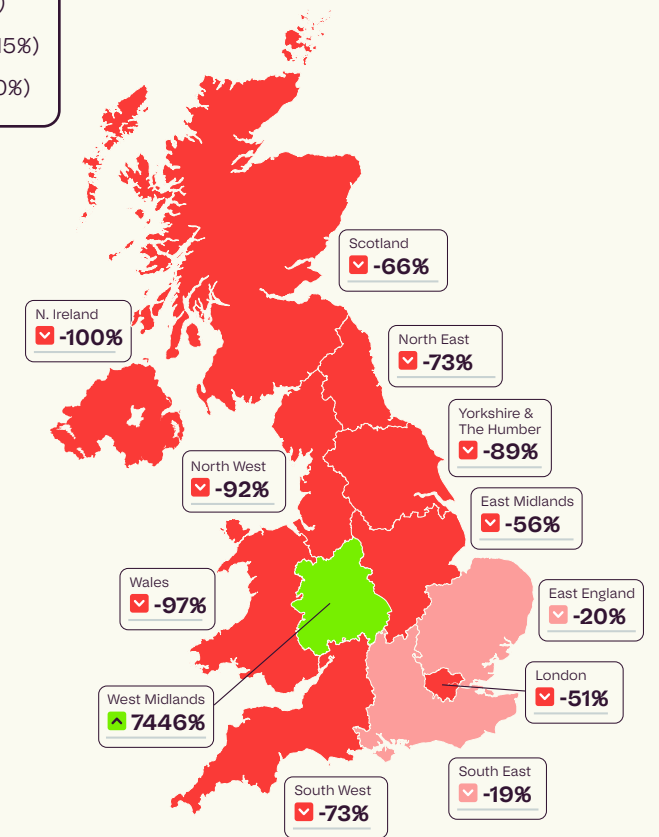 )
15%)
0%)
Scotland
-66%
N. Ireland
-100%
North East
-73%
Yorkshire &
The Humber
-89%
North West
-92%
East Midlands
-56%
Wales
-97%
East England
-20%
London
-51%
West Midlands
7446%
South East
-19%
South West
-73%